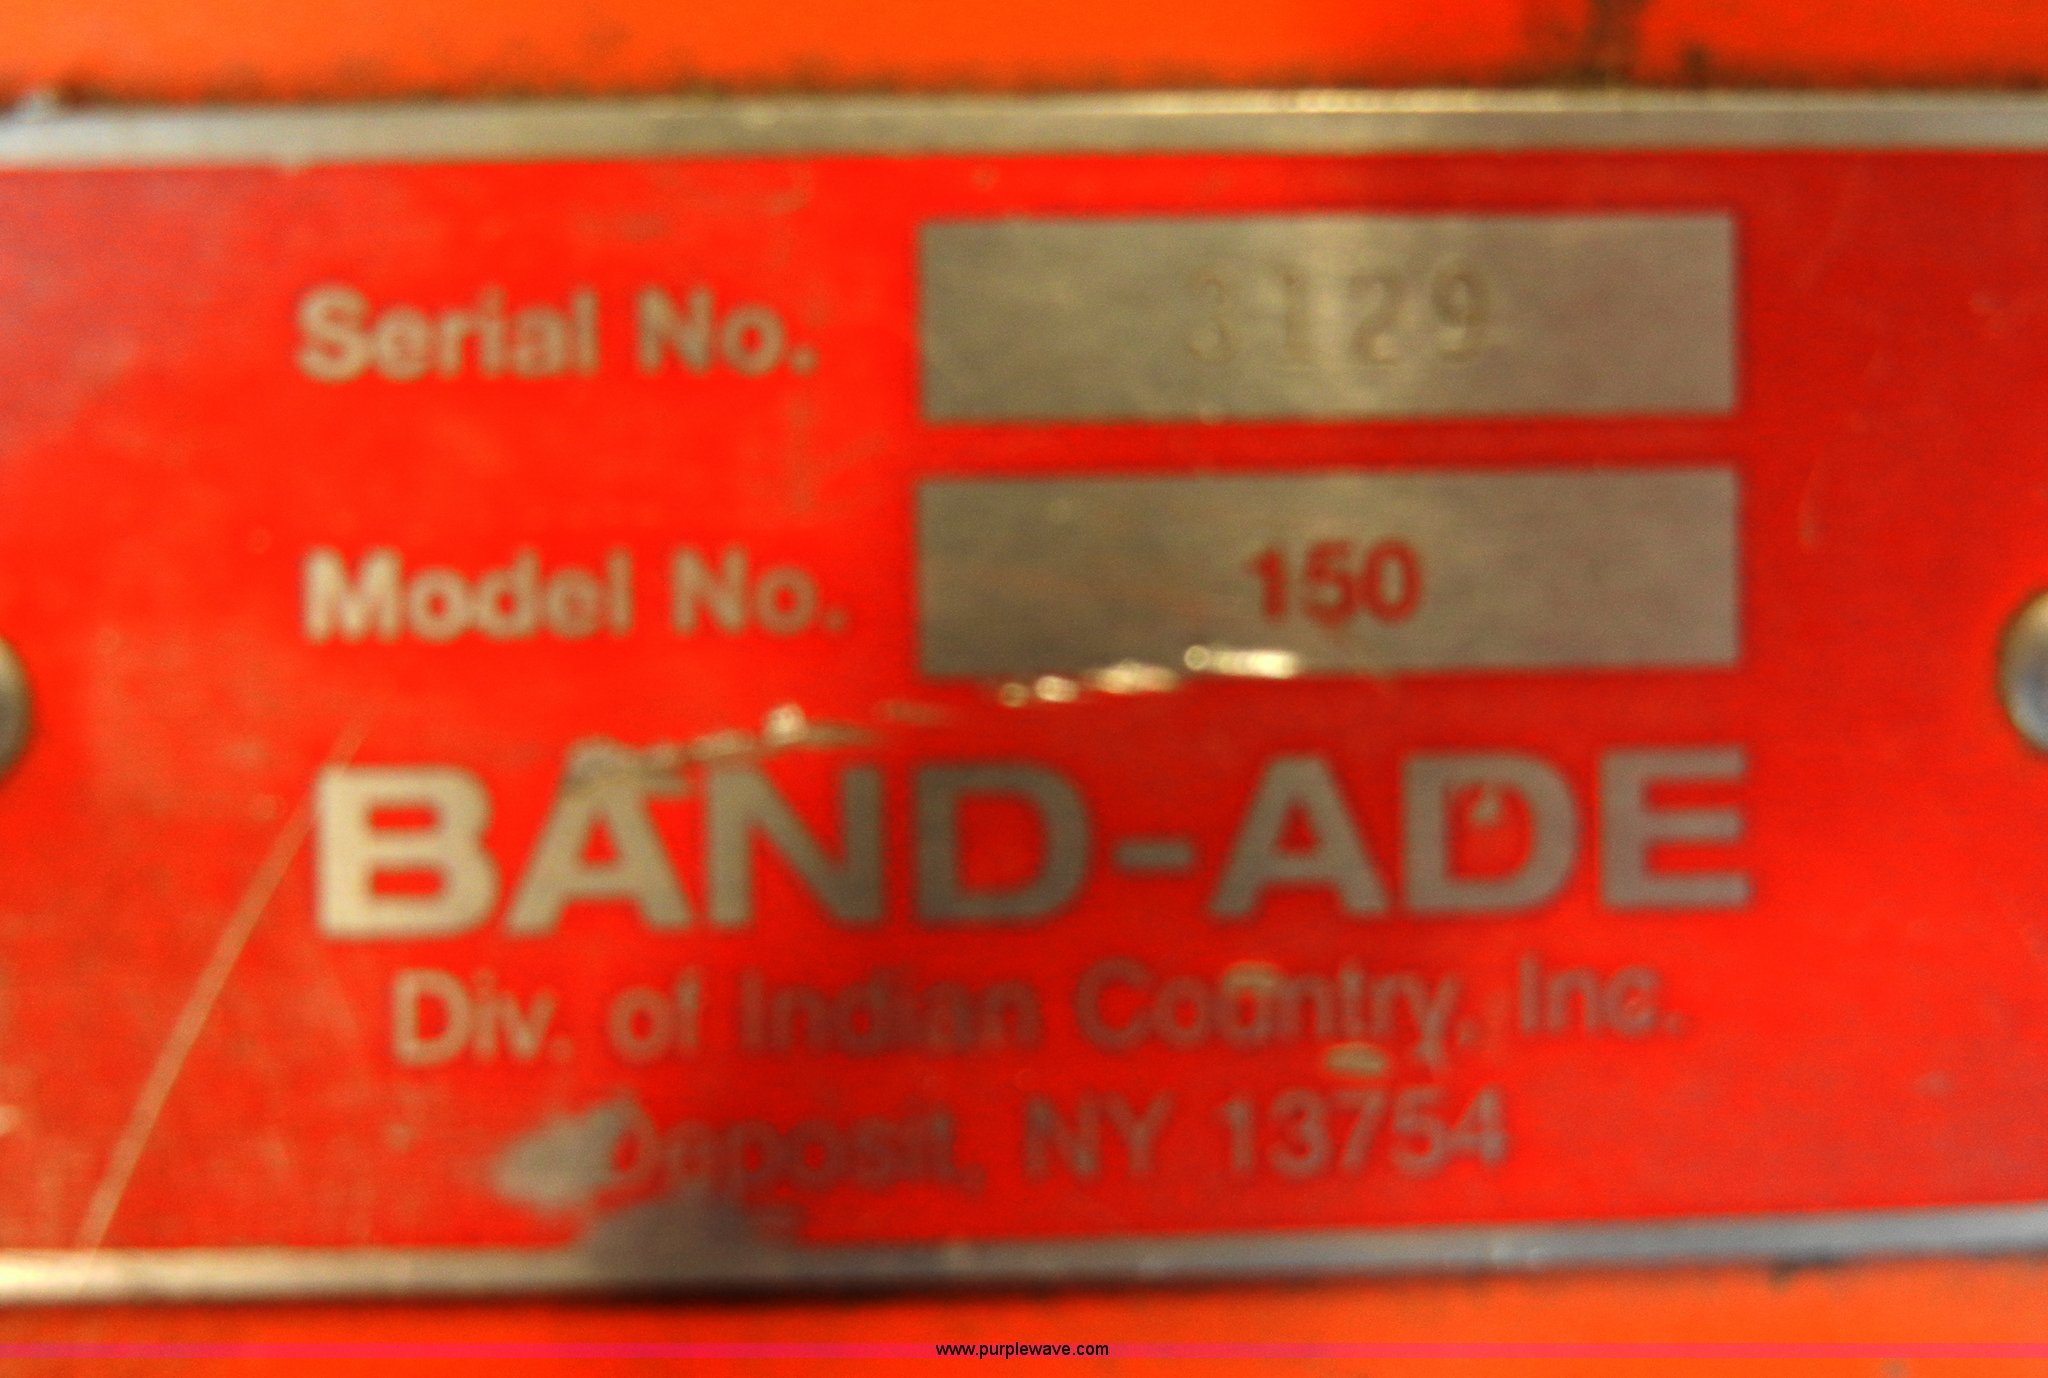 Serial No. 3129
Model No. 150
BAND-ADE
Div. of Indian Country, Inc.
Deposit, NY 13754
www.purplewave.com